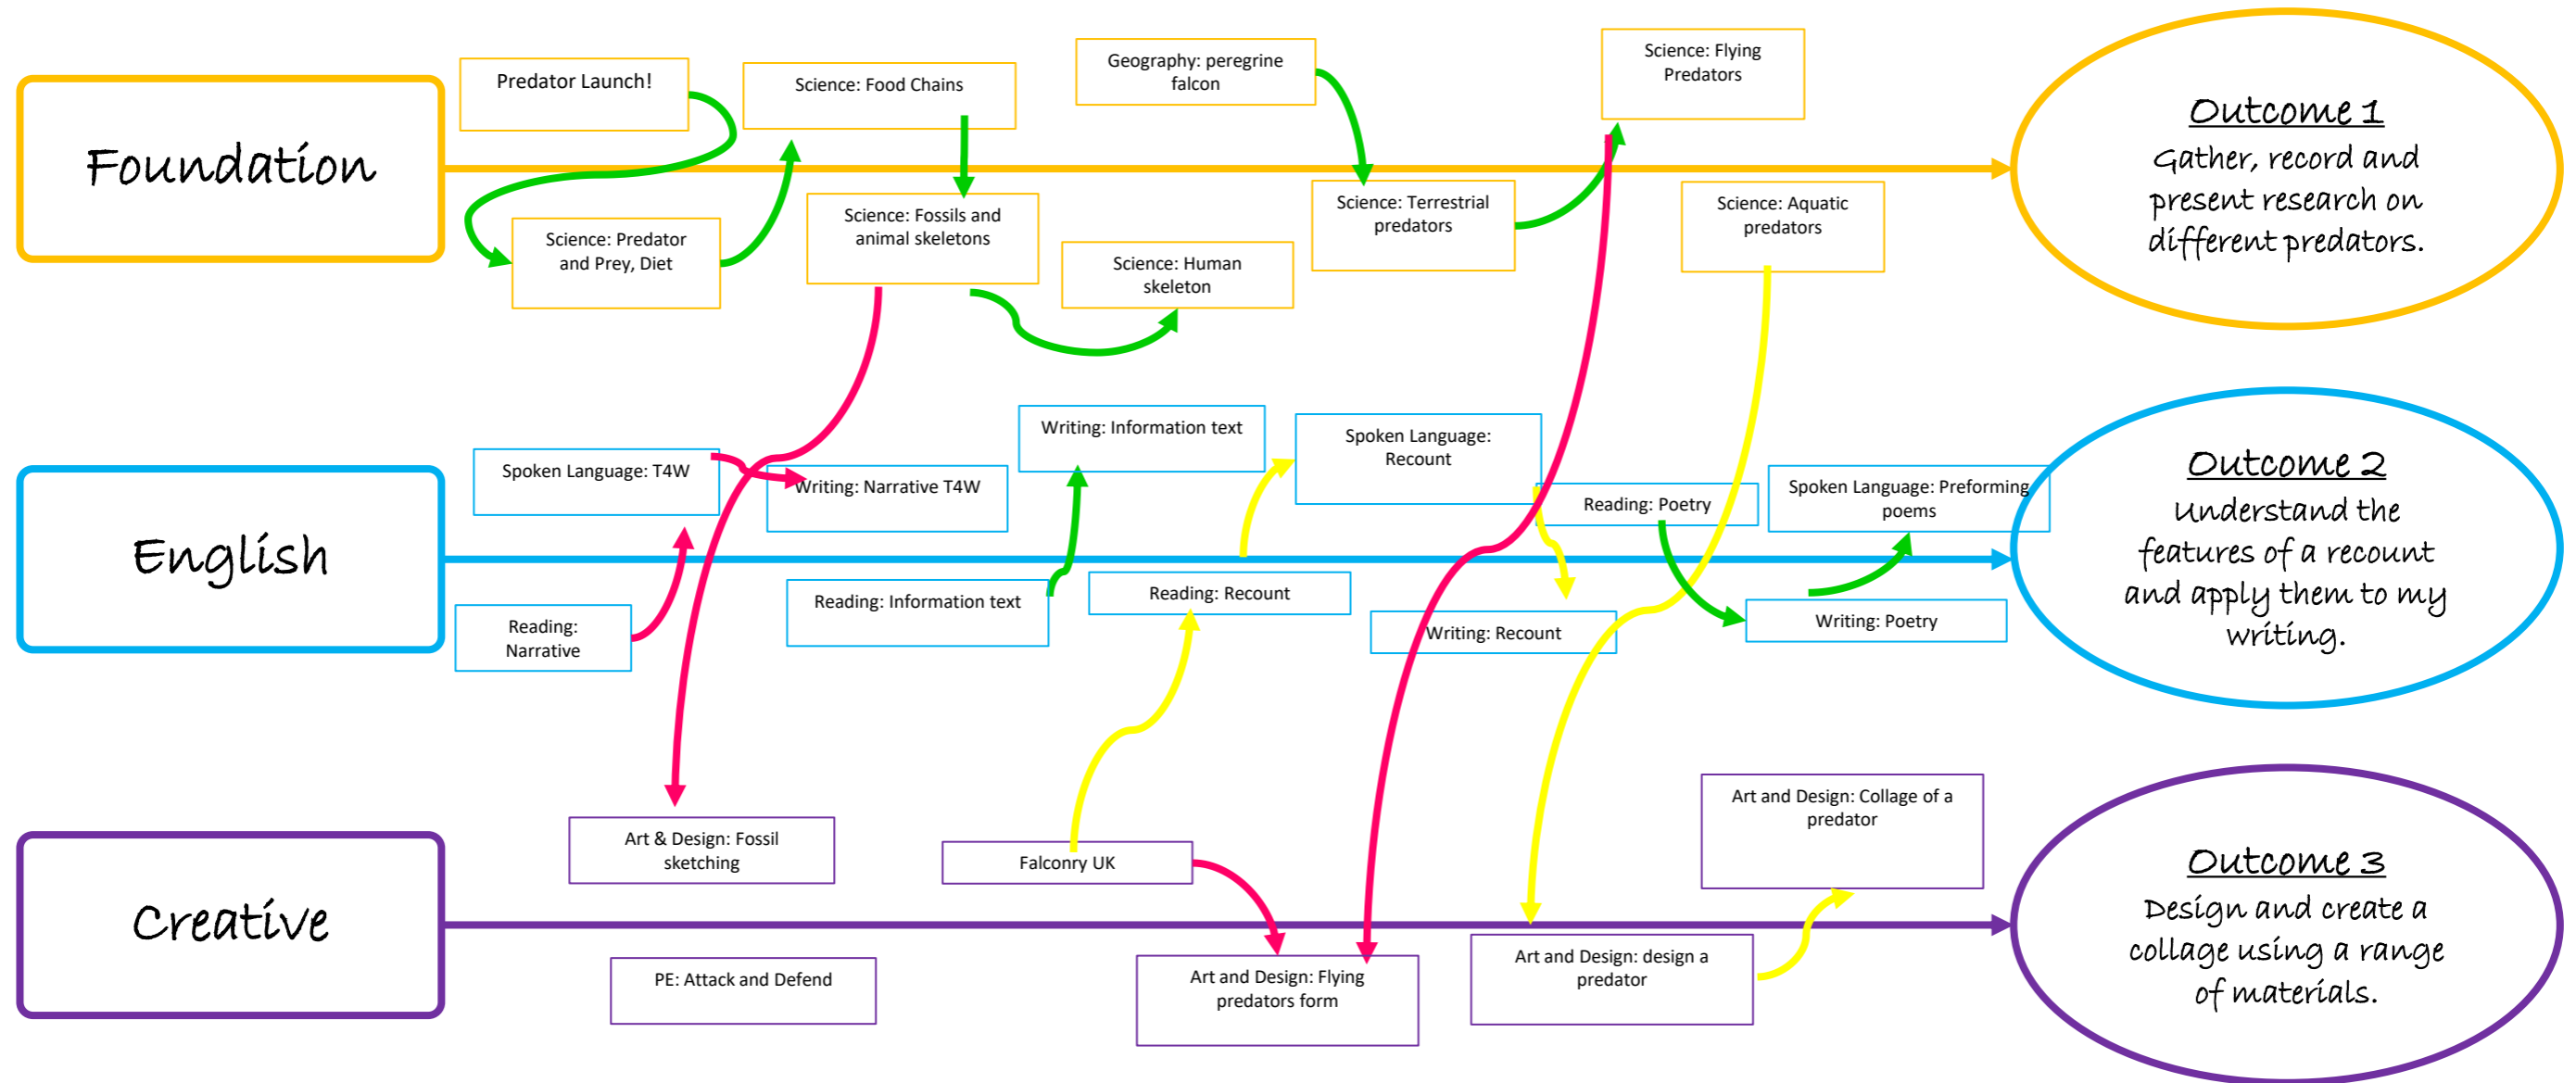 Foundation
Predator Launch!
Science: Food Chains
Geography: peregrine
falcon
Science: Flying
Predators
Science: Predator
and Prey, Diet
Science: Fossils and
animal skeletons
Science: Human
skeleton
Science: Terrestrial
predators
Science: Aquatic
predators
Outcome 1
Gather, record and
present research on
different predators.
English
Spoken Language: T4W
Writing: Narrative T4W
Writing: Information text
Spoken Language:
Recount
Reading: Poetry
Spoken Language: Preforming
poems
Reading:
Narrative
Reading: Information text
Reading: Recount
Writing: Recount
Writing: Poetry
Outcome 2
Understand the
features of a recount
and apply them to my
writing.
Creative
Art & Design: Fossil
sketching
Falconry UK
Art and Design: Collage of a
predator
PE: Attack and Defend
Art and Design: Flying
predators form
Art and Design: design a
predator
Outcome 3
Design and create a
collage using a range
of materials.